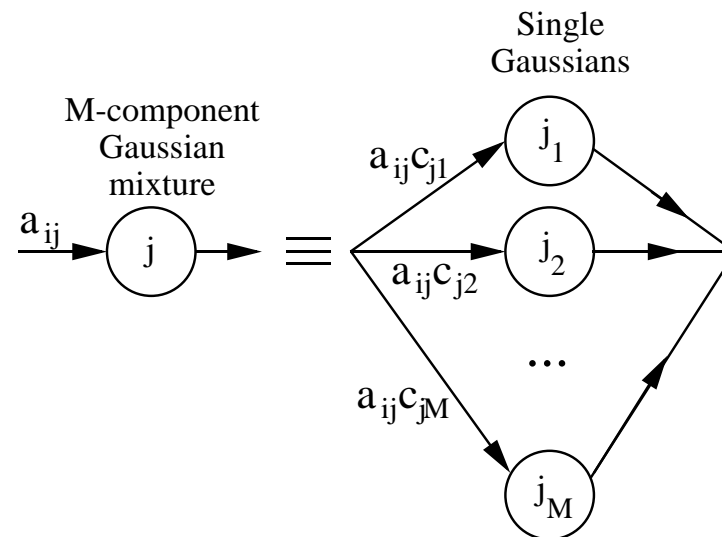 Single
Gaussians
M-component
Gaussian
mixture
a_ij
j
≡
a_ij c_j1
j_1
a_ij c_j2
j_2
...
a_ij c_jM
j_M